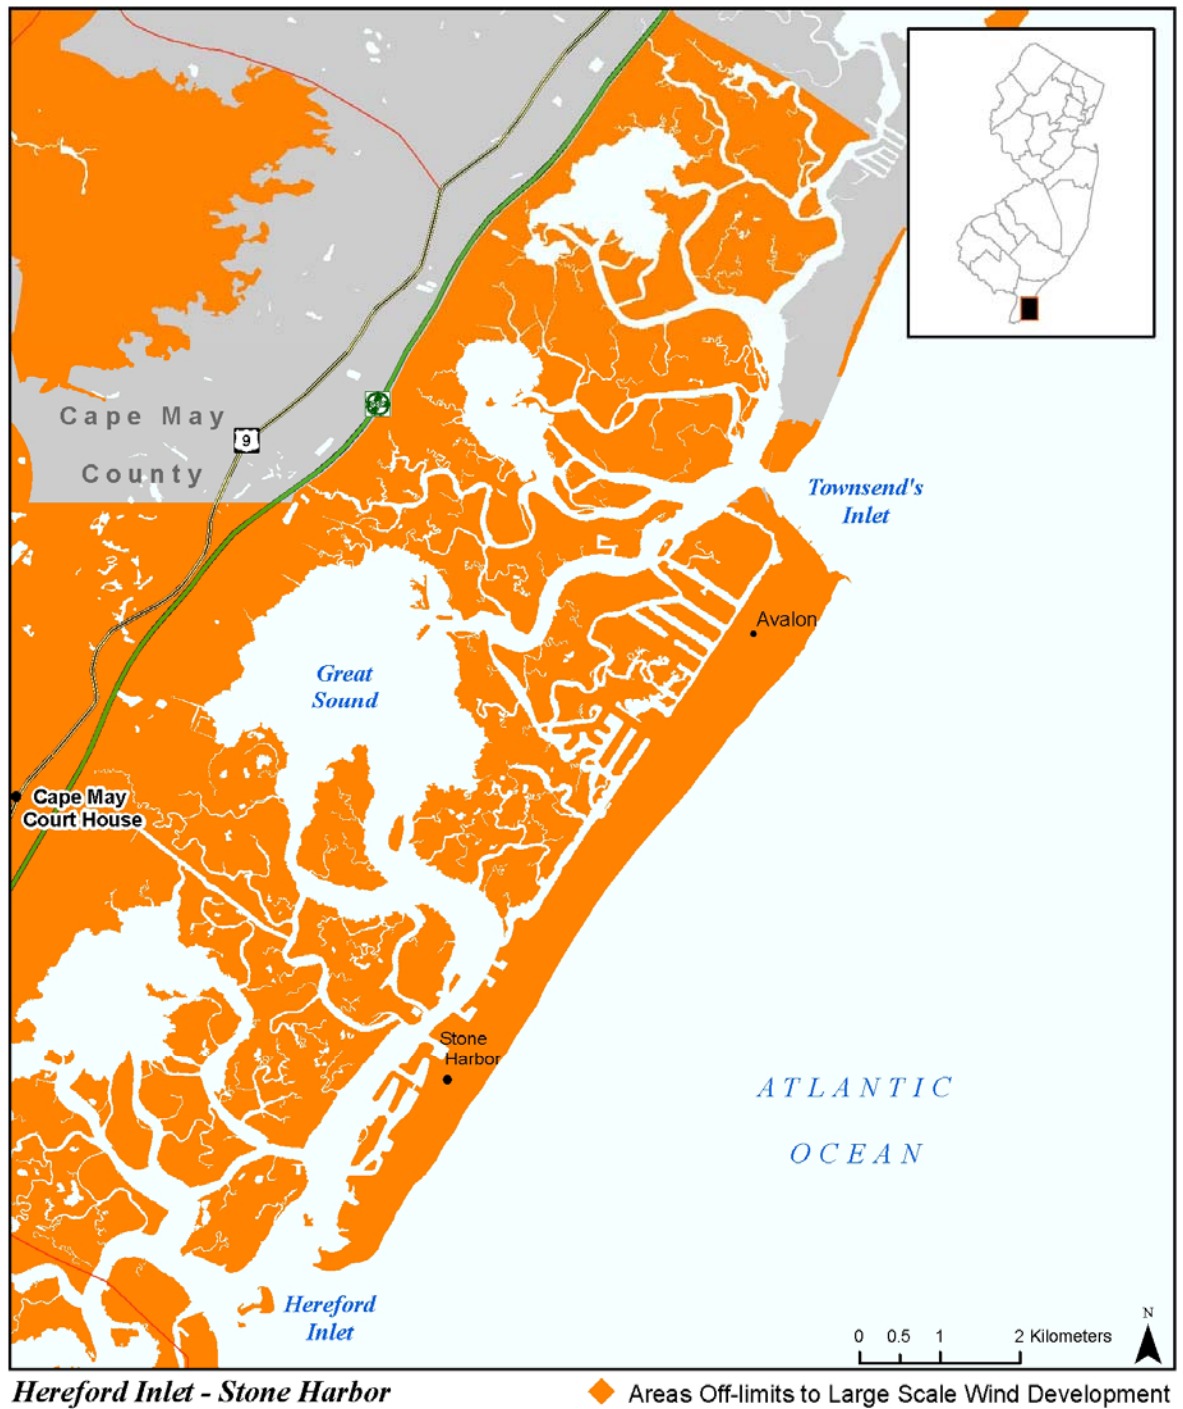 Cape May
County
9
Townsend's
Inlet
Avalon
Great
Sound
Cape May
Court House
Stone
Harbor
ATLANTIC
OCEAN
Hereford
Inlet
N
0 0.5 1 2 Kilometers
Hereford Inlet - Stone Harbor
Areas Off-limits to Large Scale Wind Development